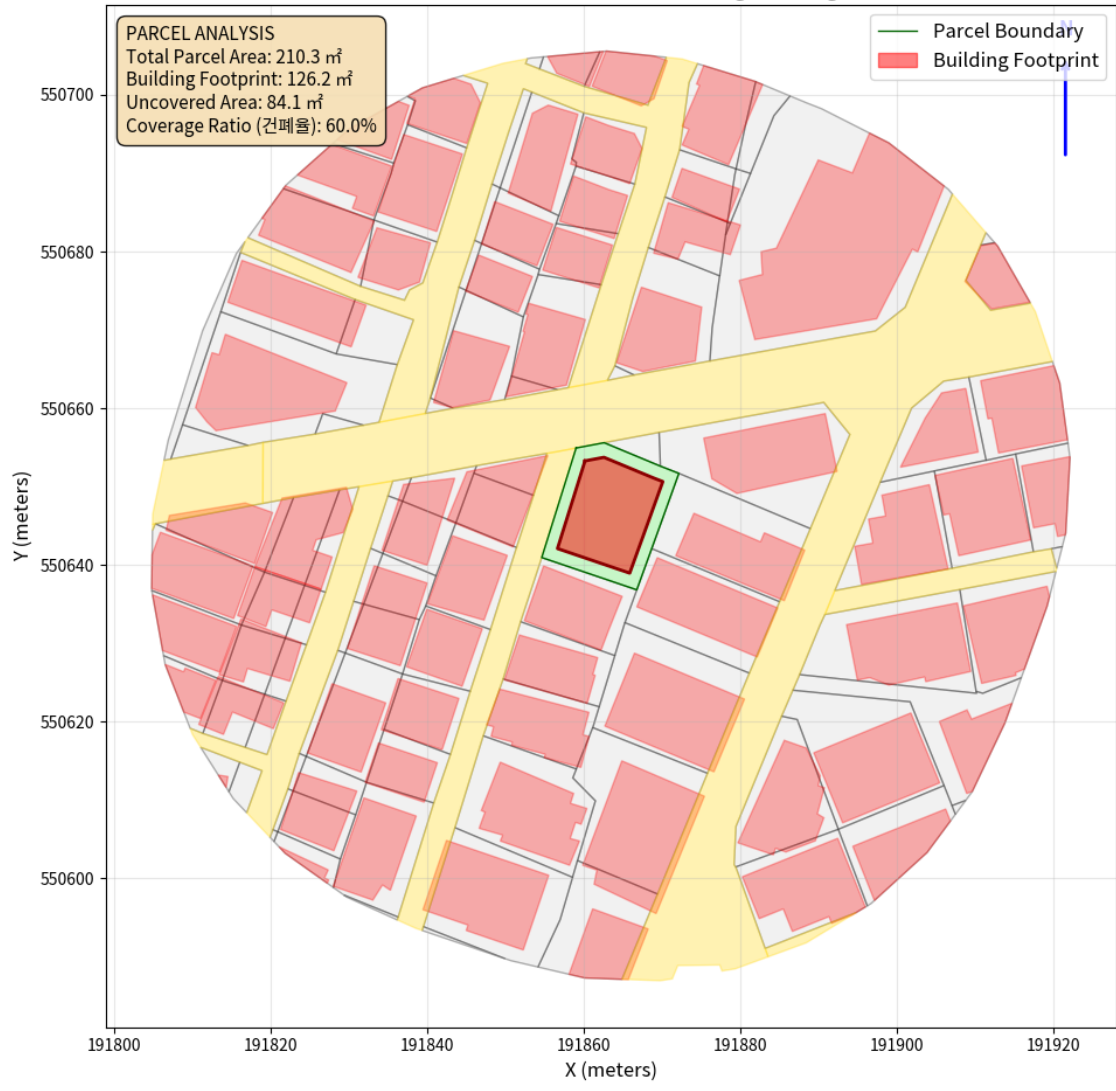 PARCEL ANALYSIS
Total Parcel Area: 210.3 ㎡
Building Footprint: 126.2 ㎡
Uncovered Area: 84.1 ㎡
Coverage Ratio (건폐율): 60.0%
N
Parcel Boundary
Building Footprint
550700
550680
550660
550640
550620
550600
Y (meters)
191800
191820
191840
191860
191880
191900
191920
X (meters)